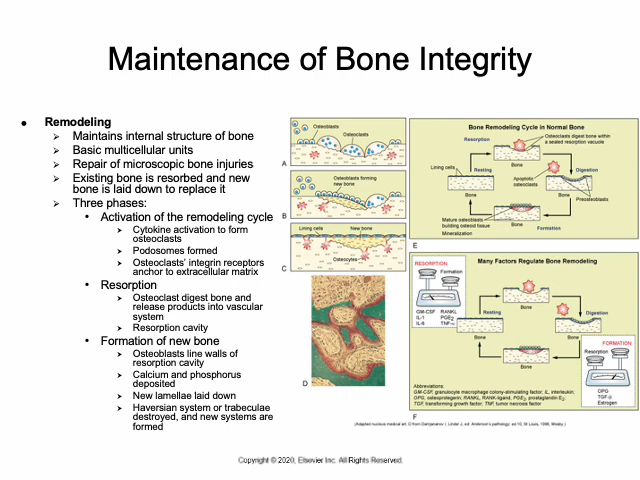 Maintenance of Bone Integrity
● Remodeling
➢ Maintains internal structure of bone
➢ Basic multicellular units
➢ Repair of microscopic bone injuries
➢ Existing bone is resorbed and new
bone is laid down to replace it
➢ Three phases:
• Activation of the remodeling cycle
➢ Cytokine activation to form
osteoclasts
➢ Podosomes formed
➢ Osteoclasts' integrin receptors
anchor to extracellular matrix
• Resorption
➢ Osteoclast digest bone and
release products into vascular
system
➢ Resorption cavity
• Formation of new bone
➢ Osteoblasts line walls of
resorption cavity
➢ Calcium and phosphorus
deposited
➢ New lamellae laid down
➢ Haversian system or trabeculae
destroyed, and new systems are
formed
Osteoblasts
Osteoclasts
A
Osteoblasts forming
new bone
B
Lining cells
New bone
Osteocytes
C
D
Bone Remodeling Cycle in Normal Bone
Resorption
Osteoclasts digest bone within
a sealed resorption vacuole
Bone
Lining cells
Resting
Apoptotic
osteoclasts
Digestion
Bone
Bone
Preosteoblasts
Mature osteoblasts
building osteoid tissue
Bone
Formation
Mineralization
E
Many Factors Regulate Bone Remodeling
RESORPTION
Formation
GM-CSF RANKL
IL-1 PGE2
IL-6 TNF-α
Bone
Resting
Digestion
Bone
Bone
Bone
FORMATION
Resorption
OPG
TGF-β
Estrogen
Abbreviations:
GM-CSF, granulocyte macrophage colony-stimulating factor; IL, interleukin;
OPG, osteoprotegerin; RANKL, RANK-ligand; PGE2, prostaglandin E2;
TGF, transforming growth factor; TNF, tumor necrosis factor
F
Copyright © 2020, Elsevier Inc. All Rights Reserved.